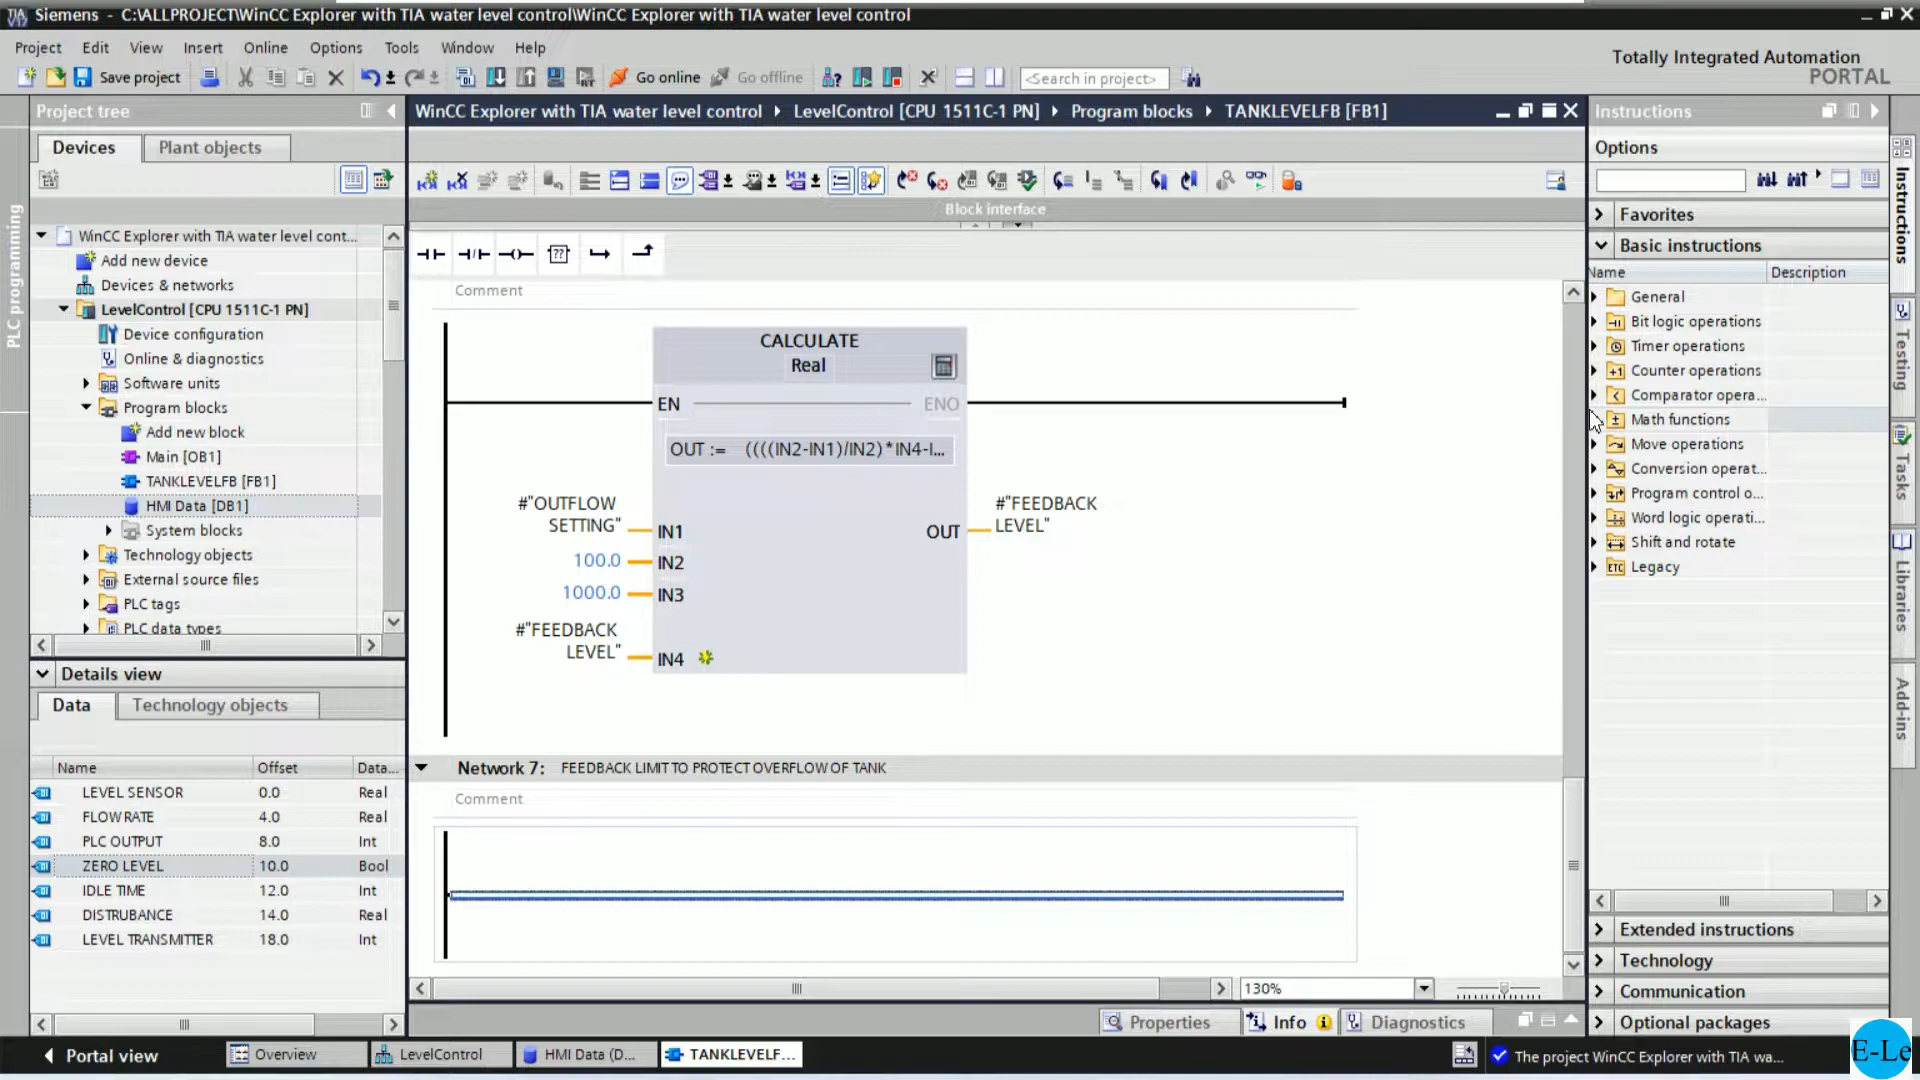 Siemens - C:\ALLPROJECT\WinCC Explorer with TIA water level control\WinCC Explorer with TIA water level control
Project Edit View Insert Online Options Tools Window Help
Totally Integrated Automation
PORTAL
Save project
Go online
Go offline
<Search in project>
Project tree
WinCC Explorer with TIA water level control ▸ LevelControl [CPU 1511C-1 PN] ▸ Program blocks ▸ TANKLEVELFB [FB1]
Instructions
Devices
Plant objects
Options
Block interface
PLC programming
WinCC Explorer with TIA water level cont...
Add new device
Devices & networks
LevelControl [CPU 1511C-1 PN]
Device configuration
Online & diagnostics
Software units
Program blocks
Add new block
Main [OB1]
TANKLEVELFB [FB1]
HMI Data [DB1]
System blocks
Technology objects
External source files
PLC tags
PLC data types
Details view
Data
Technology objects
Name Offset Data...
LEVEL SENSOR 0.0 Real
FLOW RATE 4.0 Real
PLC OUTPUT 8.0 Int
ZERO LEVEL 10.0 Bool
IDLE TIME 12.0 Int
DISTRUBANCE 14.0 Real
LEVEL TRANSMITTER 18.0 Int
??
Comment
CALCULATE
Real
EN
ENO
OUT := ((((IN2-IN1)/IN2)*IN4-I...
#"OUTFLOW
SETTING"
IN1
100.0
IN2
1000.0
IN3
#"FEEDBACK
LEVEL"
IN4
OUT
#"FEEDBACK
LEVEL"
Network 7: FEEDBACK LIMIT TO PROTECT OVERFLOW OF TANK
Comment
130%
Properties
Info
Diagnostics
Favorites
Basic instructions
Name Description
General
Bit logic operations
Timer operations
Counter operations
Comparator opera...
Math functions
Move operations
Conversion operat...
Program control o...
Word logic operati...
Shift and rotate
Legacy
Extended instructions
Technology
Communication
Optional packages
Instructions
Testing
Tasks
Libraries
Add-ins
Portal view
Overview
LevelControl
HMI Data (D...
TANKLEVELF...
The project WinCC Explorer with TIA wa...
E-Le